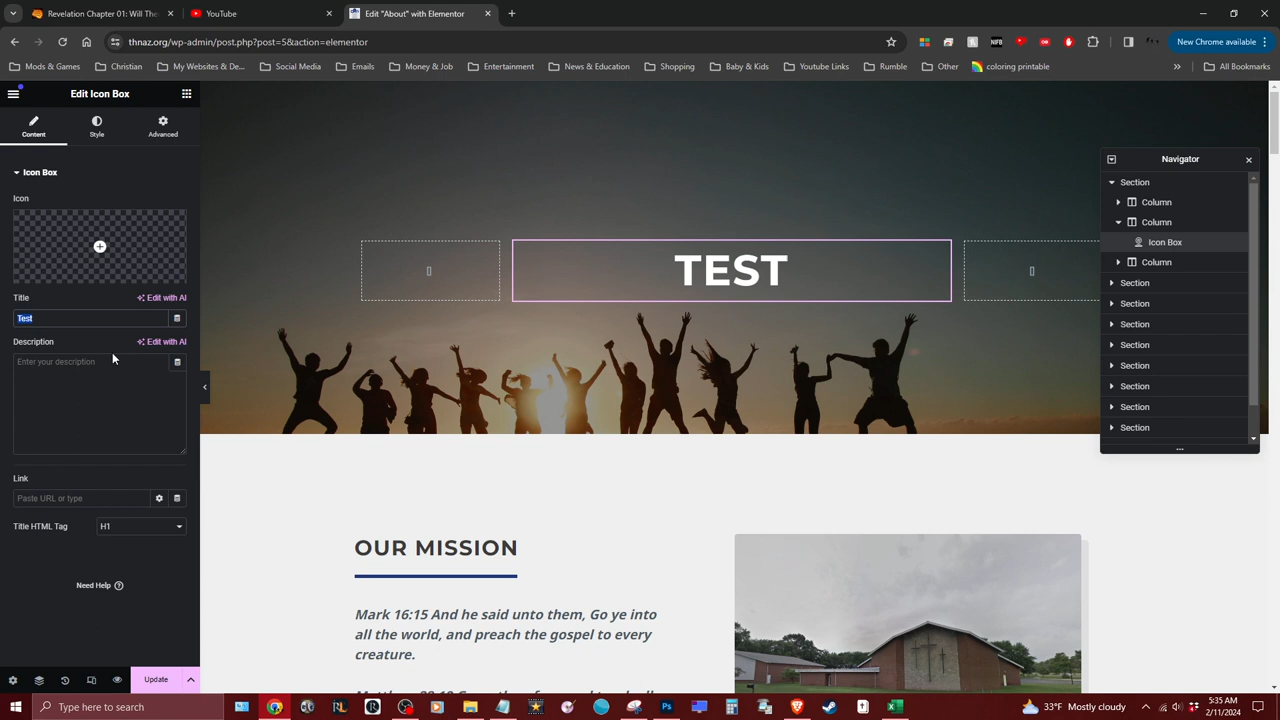 Revelation Chapter 01: Will The
YouTube
Edit "About" with Elementor
thnaz.org/wp-admin/post.php?post=5&action=elementor
New Chrome available
Mods & Games
Christian
My Websites & De...
Social Media
Emails
Money & Job
Entertainment
News & Education
Shopping
Baby & Kids
Youtube Links
Rumble
Other
coloring printable
All Bookmarks
Edit Icon Box
Content
Style
Advanced
Icon Box
Icon
Title
Edit with AI
Test
Description
Edit with AI
Enter your description
Link
Paste URL or type
Title HTML Tag
H1
Need Help
Update
TEST
OUR MISSION
Mark 16:15 And he said unto them, Go ye into
all the world, and preach the gospel to every
creature.
Navigator
Section
Column
Column
Icon Box
Column
Section
Section
Section
Section
Section
Section
Section
Section
Type here to search
33°F Mostly cloudy
5:35 AM
2/11/2024